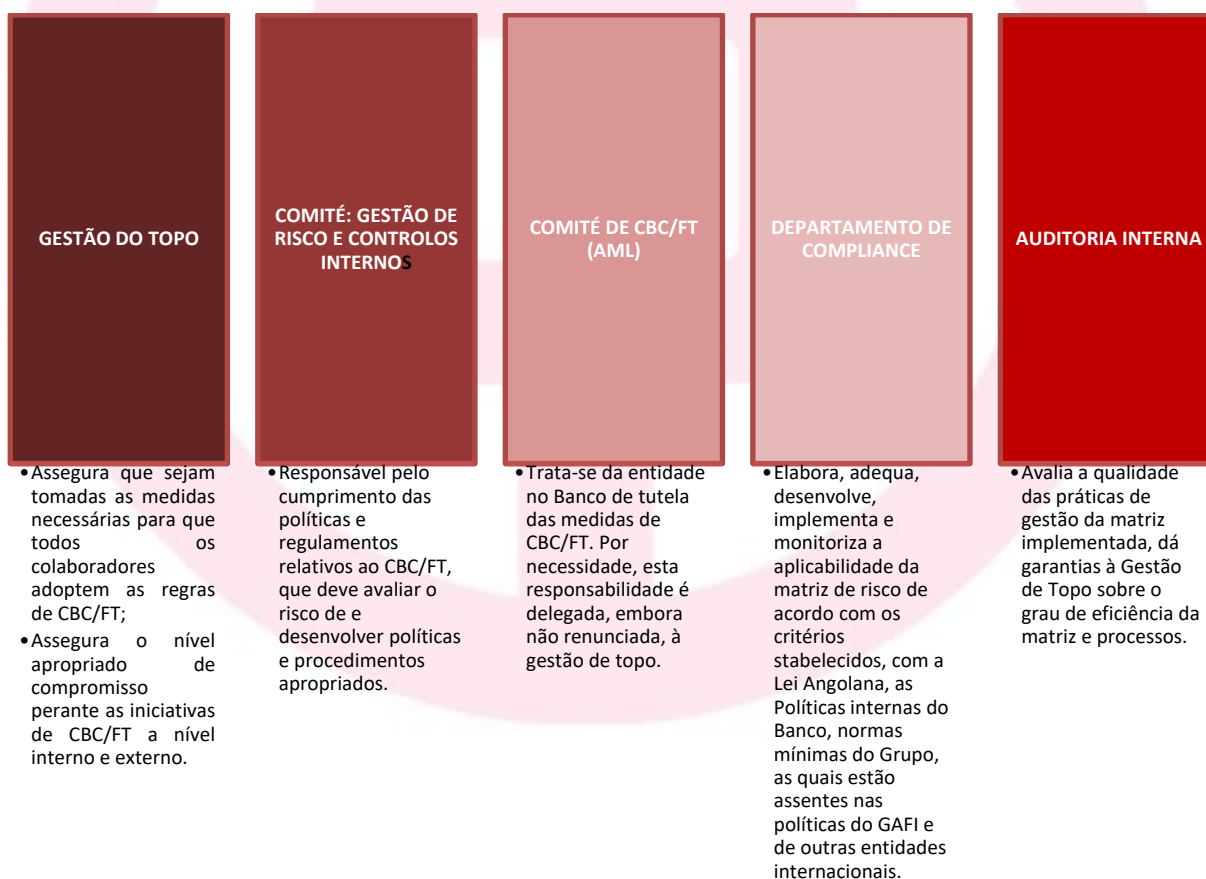 GESTÃO DO TOPO
COMITÉ: GESTÃO DE
RISCO E CONTROLOS
INTERNOS
COMITÉ DE CBC/FT
(AML)
DEPARTAMENTO DE
COMPLIANCE
AUDITORIA INTERNA
•Assegura que sejam
tomadas as medidas
necessárias para que
todos os
colaboradores
adoptem as regras
de CBC/FT;
•Assegura o nível
apropriado de
compromisso
perante as iniciativas
de CBC/FT a nível
interno e externo.
•Responsável pelo
cumprimento das
políticas e
regulamentos
relativos ao CBC/FT,
que deve avaliar o
risco de e
desenvolver políticas
e procedimentos
apropriados.
•Trata-se da entidade
no Banco de tutela
das medidas de
CBC/FT. Por
necessidade, esta
responsabilidade é
delegada, embora
não renunciada, à
gestão de topo.
•Elabora, adequa,
desenvolve,
implementa e
monitoriza a
aplicabilidade da
matriz de risco de
acordo com os
critérios
stabelecidos, com a
Lei Angolana, as
Políticas internas do
Banco, normas
mínimas do Grupo,
as quais estão
assentes nas
políticas do GAFI e
de outras entidades
internacionais.
•Avalia a qualidade
das práticas de
gestão da matriz
implementada, dá
garantias à Gestão
de Topo sobre o
grau de eficiência da
matriz e processos.